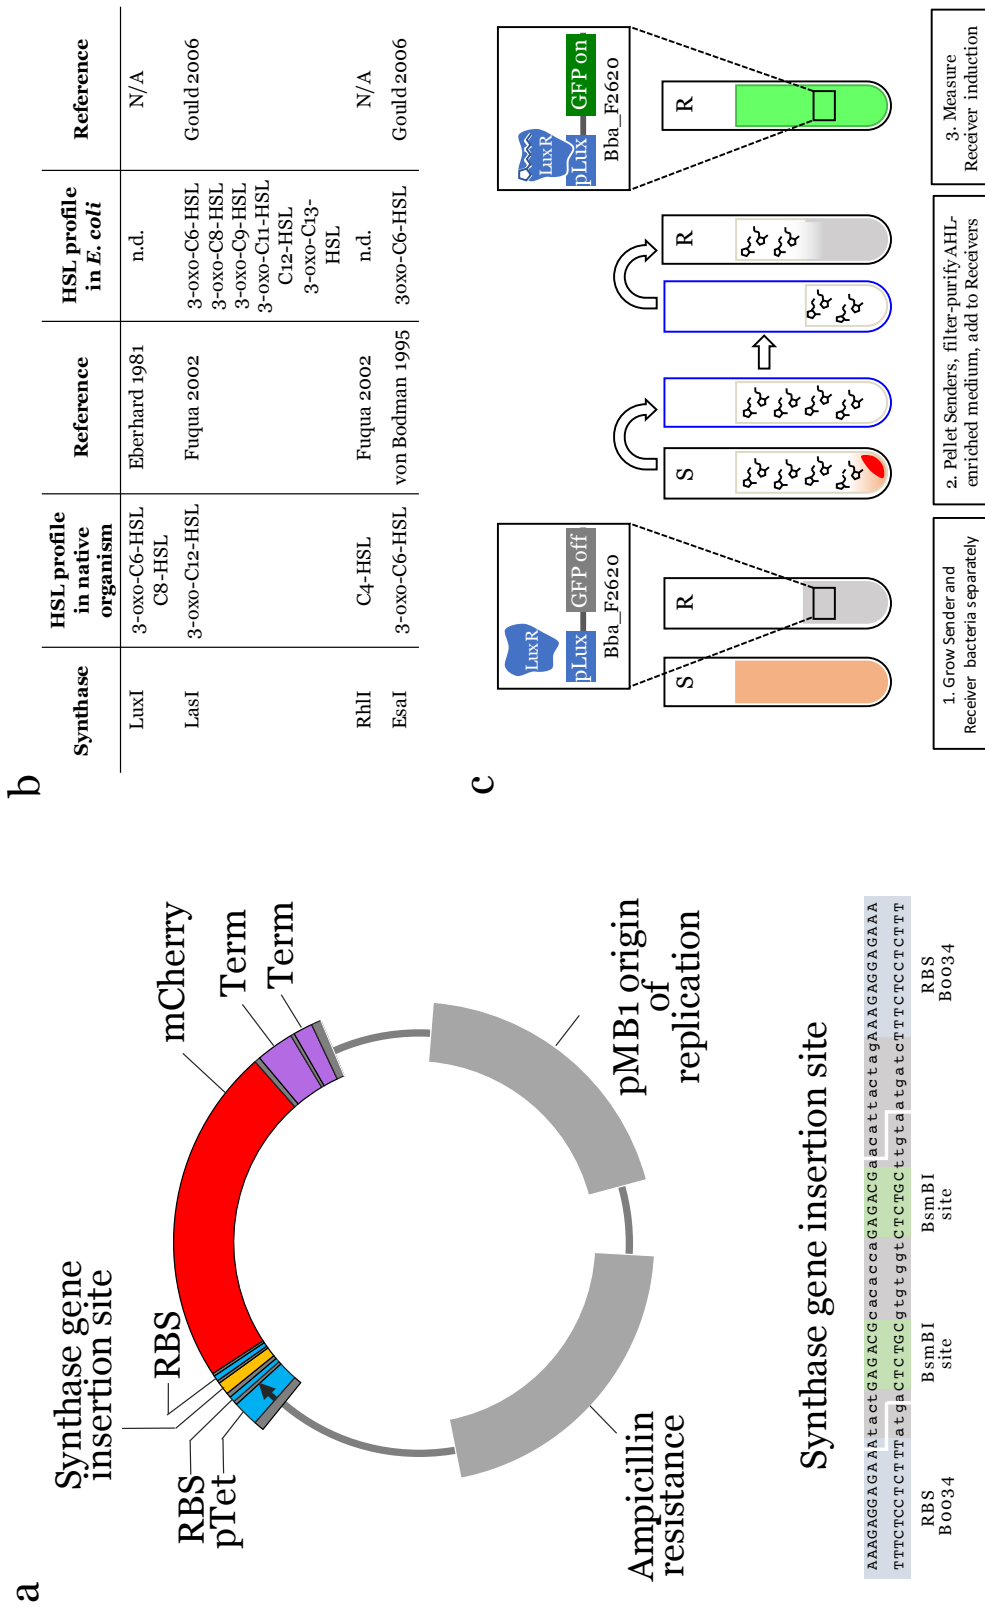 a
Synthase gene
insertion site
RBS
RBS
pTet
mCherry
Term
Term
Ampicillin
resistance
pMB1 origin
of
replication
Synthase gene insertion site
AAAGAGGAGAAAtactGAGACGcacaccaGAGACGaacattactagAAAGAGGAGAAA
TTTCTCCTCTTTatgaCTCTGCgtgtggtCTCTGCttgtaatgatcTTTCTCCTCTTT
RBS
B0034
BsmBI
site
BsmBI
site
RBS
B0034
b
Synthase
HSL profile
in native
organism
Reference
HSL profile
in E. coli
Reference
LuxI
3-oxo-C6-HSL
C8-HSL
Eberhard 1981
n.d.
N/A
LasI
3-oxo-C12-HSL
Fuqua 2002
3-oxo-C6-HSL
3-oxo-C8-HSL
3-oxo-C9-HSL
3-oxo-C11-HSL
C12-HSL
3-oxo-C13-
HSL
Gould 2006
RhlI
C4-HSL
Fuqua 2002
n.d.
N/A
EsaI
3-oxo-C6-HSL
von Bodman 1995
30xo-C6-HSL
Gould 2006
c
LuxR
pLux
GFP off
Bba_F2620
LuxR
pLux
GFP on
Bba_F2620
S
R
S
R
R
1. Grow Sender and
Receiver bacteria separately
2. Pellet Senders, filter-purify AHL-
enriched medium, add to Receivers
3. Measure
Receiver induction